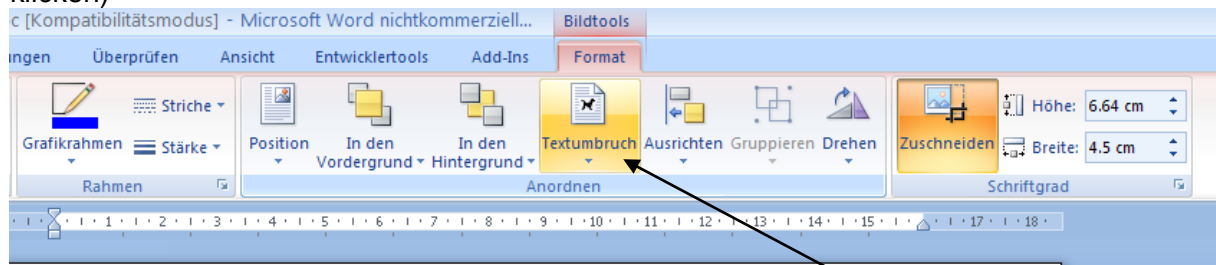 klicken)
c [Kompatibilitätsmodus] - Microsoft Word nichtkommerziell... Bildtools
ngen Überprüfen Ansicht Entwicklertools Add-Ins Format
Grafikrahmen Striche Stärke Position In den Vordergrund In den Hintergrund Textumbruch Ausrichten Gruppieren Drehen Zuschneiden Höhe: 6.64 cm Breite: 4.5 cm
Rahmen Anordnen Schriftgrad
1 2 3 4 5 6 7 8 9 10 11 12 13 14 15 17 18